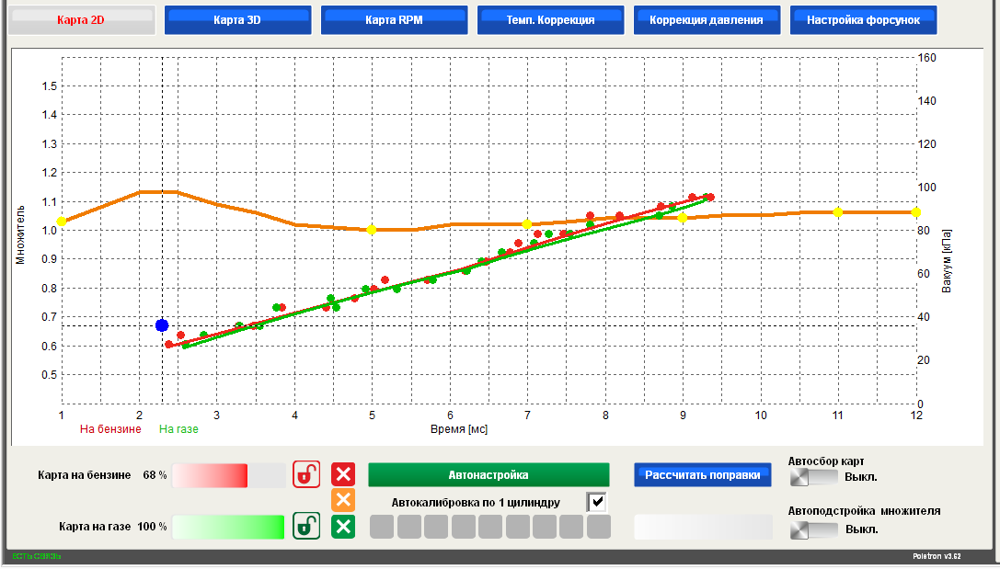 Карта 2D Карта 3D Карта RPM Темп. Коррекция Коррекция давления Настройка форсунок
160
1.5
140
1.4
1.3
120
1.2
100
1.1
1.0
80
0.9
60
0.8
0.7
40
0.6
20
0.5
0
Множитель
Вакуум [кПа]
1 2 3 4 5 6 7 8 9 10 11 12
На бензине На газе Время [мс]
Автосбор карт
Карта на бензине 68 % Автонастройка Рассчитать поправки Выкл.
Автокалибровка по 1 цилиндру
Автоподстройка множителя
Карта на газе 100 % Выкл.
ЕСТЬ СВЯЗЬ Poletron v3.62